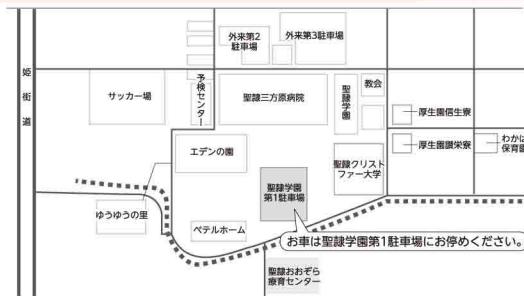 外来第2
駐車場
外来第3駐車場
姫街道
サッカー場
予検センター
聖隷三方原病院
聖隷学園
教会
厚生園信生寮
エデンの園
厚生園讃栄寮
わかば
保育園
聖隷クリスト
ファー大学
聖隷学園
第1駐車場
ゆうゆうの里
ベテルホーム
お車は聖隷学園第1駐車場にお停めください。
聖隷おおぞら
療育センター